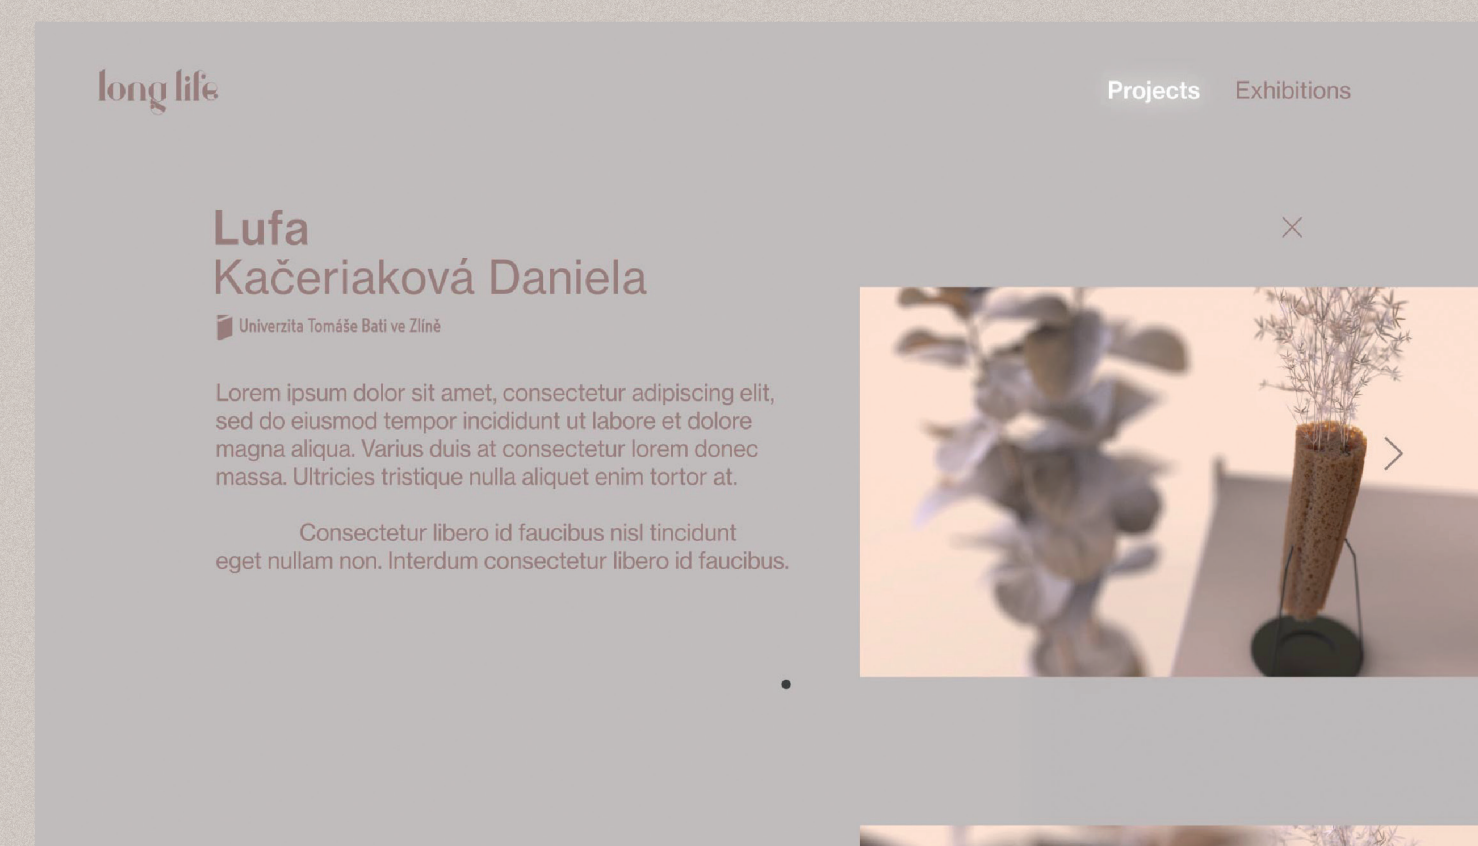 long life
Projects
Exhibitions
Lufa
Kačeriaková Daniela
Univerzita Tomáše Bati ve Zlíně
Lorem ipsum dolor sit amet, consectetur adipiscing elit,
sed do eiusmod tempor incididunt ut labore et dolore
magna aliqua. Varius duis at consectetur lorem donec
massa. Ultricies tristique nulla aliquet enim tortor at.
Consectetur libero id faucibus nisl tincidunt
eget nullam non. Interdum consectetur libero id faucibus.